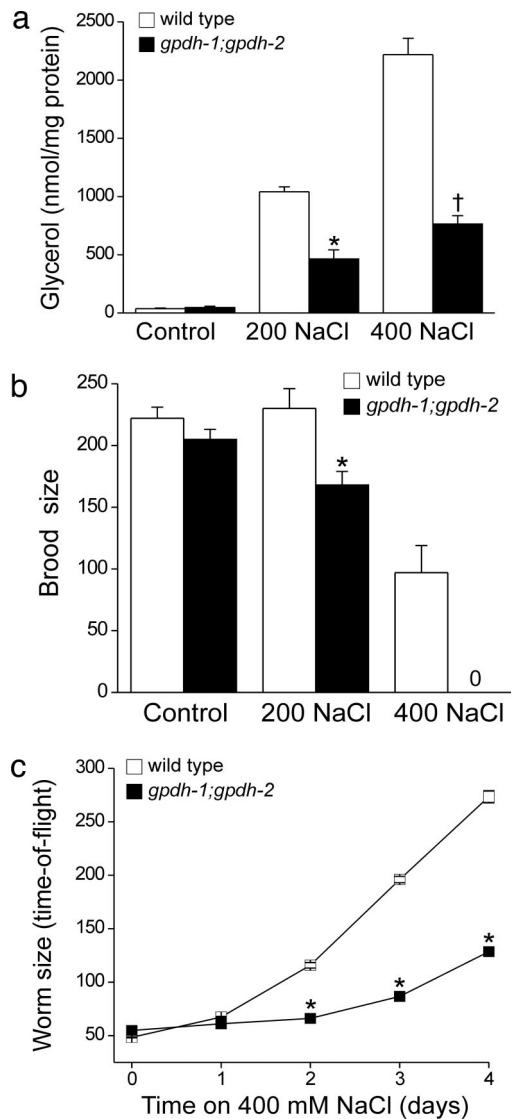 a
wild type
gpdh-1;gpdh-2
Glycerol (nmol/mg protein)
2500
2000
1500
1000
500
0
*
†
Control 200 NaCl 400 NaCl
b
wild type
gpdh-1;gpdh-2
Brood size
250
200
150
100
50
0
*
0
Control 200 NaCl 400 NaCl
c
wild type
gpdh-1;gpdh-2
Worm size (time-of-flight)
300
250
200
150
100
50
*
*
*
0 1 2 3 4
Time on 400 mM NaCl (days)